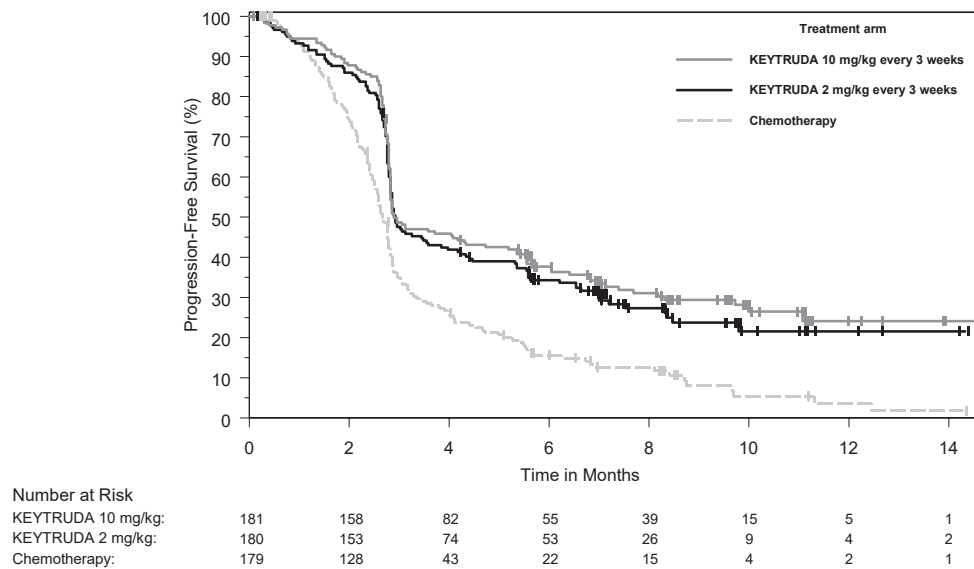 Treatment arm
KEYTRUDA 10 mg/kg every 3 weeks
KEYTRUDA 2 mg/kg every 3 weeks
Chemotherapy
Progression-Free Survival (%)
100
90
80
70
60
50
40
30
20
10
0
0 2 4 6 8 10 12 14
Time in Months
Number at Risk
KEYTRUDA 10 mg/kg: 181 158 82 55 39 15 5 1
KEYTRUDA 2 mg/kg: 180 153 74 53 26 9 4 2
Chemotherapy: 179 128 43 22 15 4 2 1